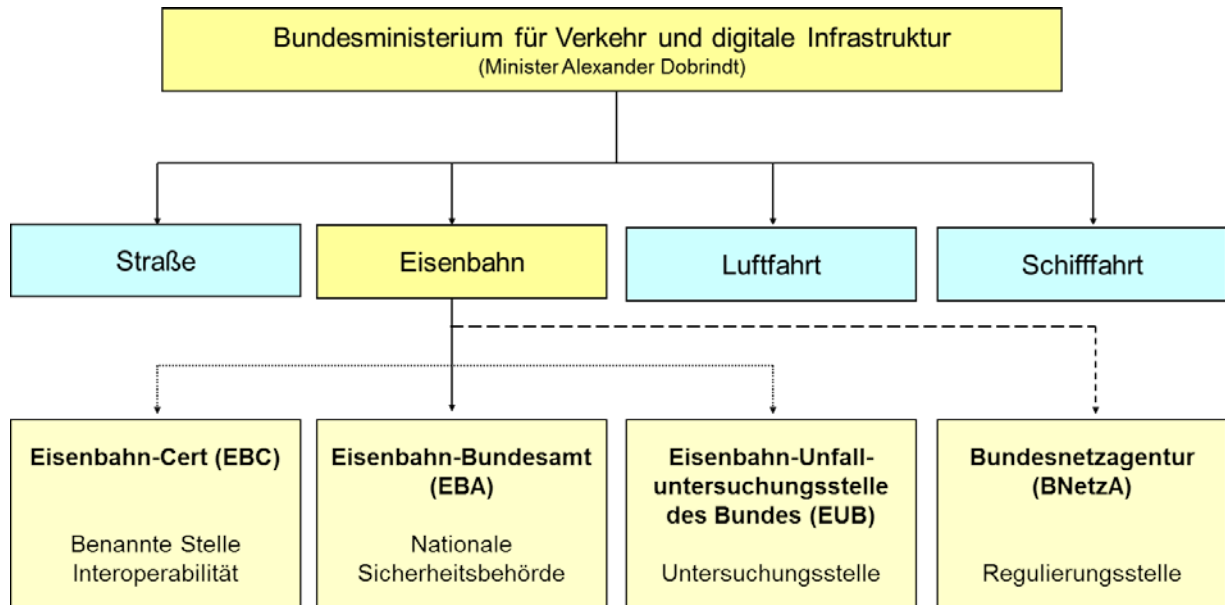 Bundesministerium für Verkehr und digitale Infrastruktur
(Minister Alexander Dobrindt)
Straße
Eisenbahn
Luftfahrt
Schifffahrt
Eisenbahn-Cert (EBC)
Benannte Stelle
Interoperabilität
Eisenbahn-Bundesamt
(EBA)
Nationale
Sicherheitsbehörde
Eisenbahn-Unfall-
untersuchungsstelle
des Bundes (EUB)
Untersuchungsstelle
Bundesnetzagentur
(BNetzA)
Regulierungsstelle